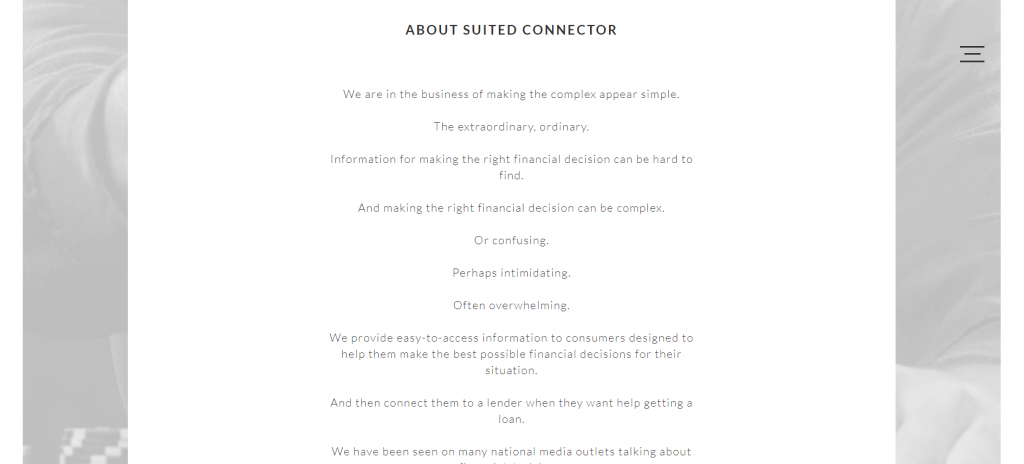 ABOUT SUITED CONNECTOR
We are in the business of making the complex appear simple.
The extraordinary, ordinary.
Information for making the right financial decision can be hard to
find.
And making the right financial decision can be complex.
Or confusing.
Perhaps intimidating.
Often overwhelming.
We provide easy-to-access information to consumers designed to
help them make the best possible financial decisions for their
situation.
And then connect them to a lender when they want help getting a
loan.
We have been seen on many national media outlets talking about